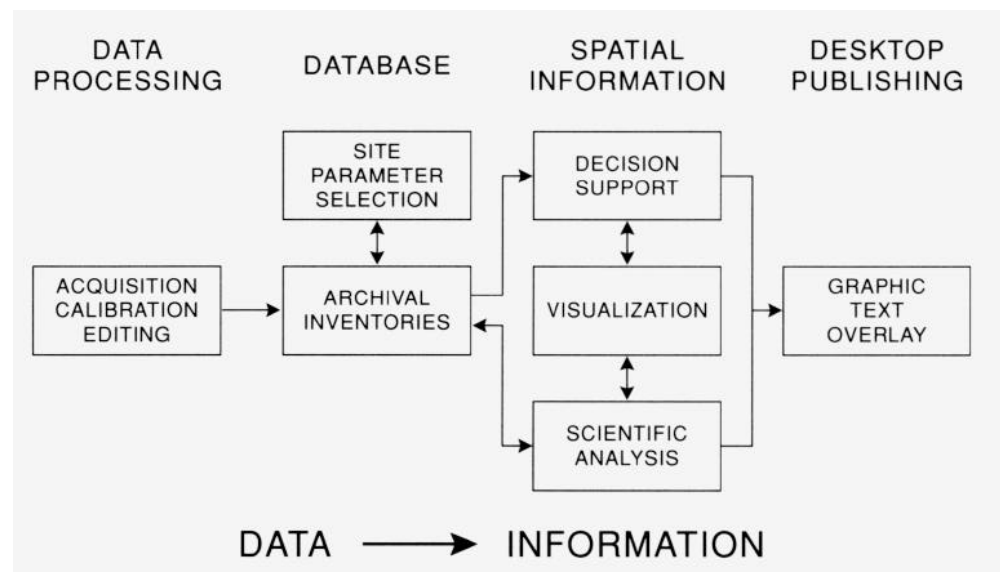 DATA
PROCESSING
DATABASE
SPATIAL
INFORMATION
DESKTOP
PUBLISHING
SITE
PARAMETER
SELECTION
DECISION
SUPPORT
ACQUISITION
CALIBRATION
EDITING
ARCHIVAL
INVENTORIES
VISUALIZATION
GRAPHIC
TEXT
OVERLAY
SCIENTIFIC
ANALYSIS
DATA → INFORMATION